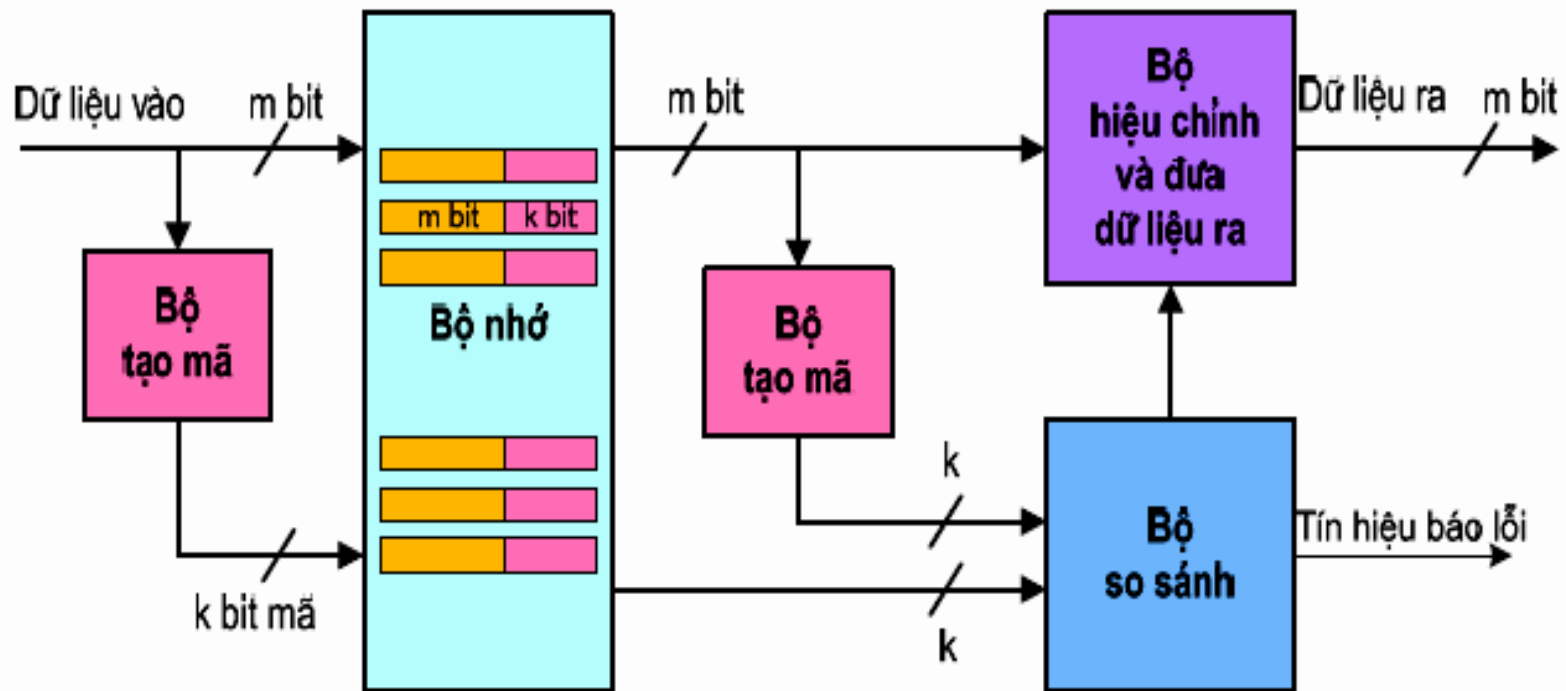 Dữ liệu vào
m bit
m bit
k bit
Bộ nhớ
Bộ
tạo mã
k bit mã
m bit
Bộ
tạo mã
k
k
Bộ
hiệu chỉnh
và đưa
dữ liệu ra
Dữ liệu ra
m bit
Bộ
so sánh
Tín hiệu báo lỗi